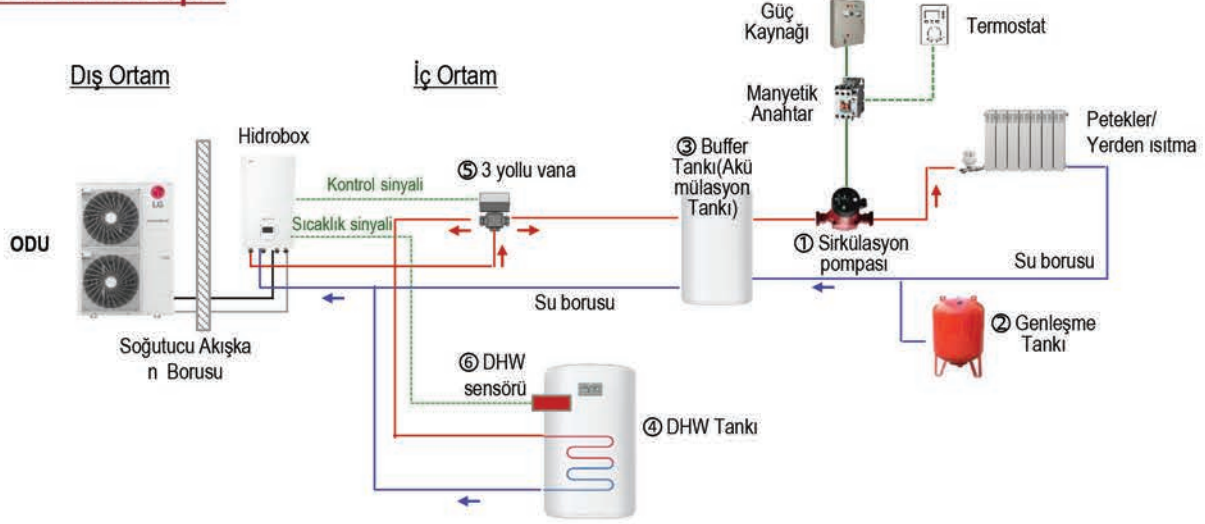 Güç
Kaynağı
Termostat
Dış Ortam
İç Ortam
Manyetik
Anahtar
Hidrobox
③ Buffer
Tankı(Akü
mülasyon
Tankı)
Petekler/
Yerden ısıtma
⑤ 3 yollu vana
Kontrol sinyali
LG
Sıcaklık sinyali
ODU
① Sirkülasyon
pompası
Su borusu
Su borusu
Soğutucu Akışka
n Borusu
② Genleşme
Tankı
⑥ DHW
sensörü
④ DHW Tankı